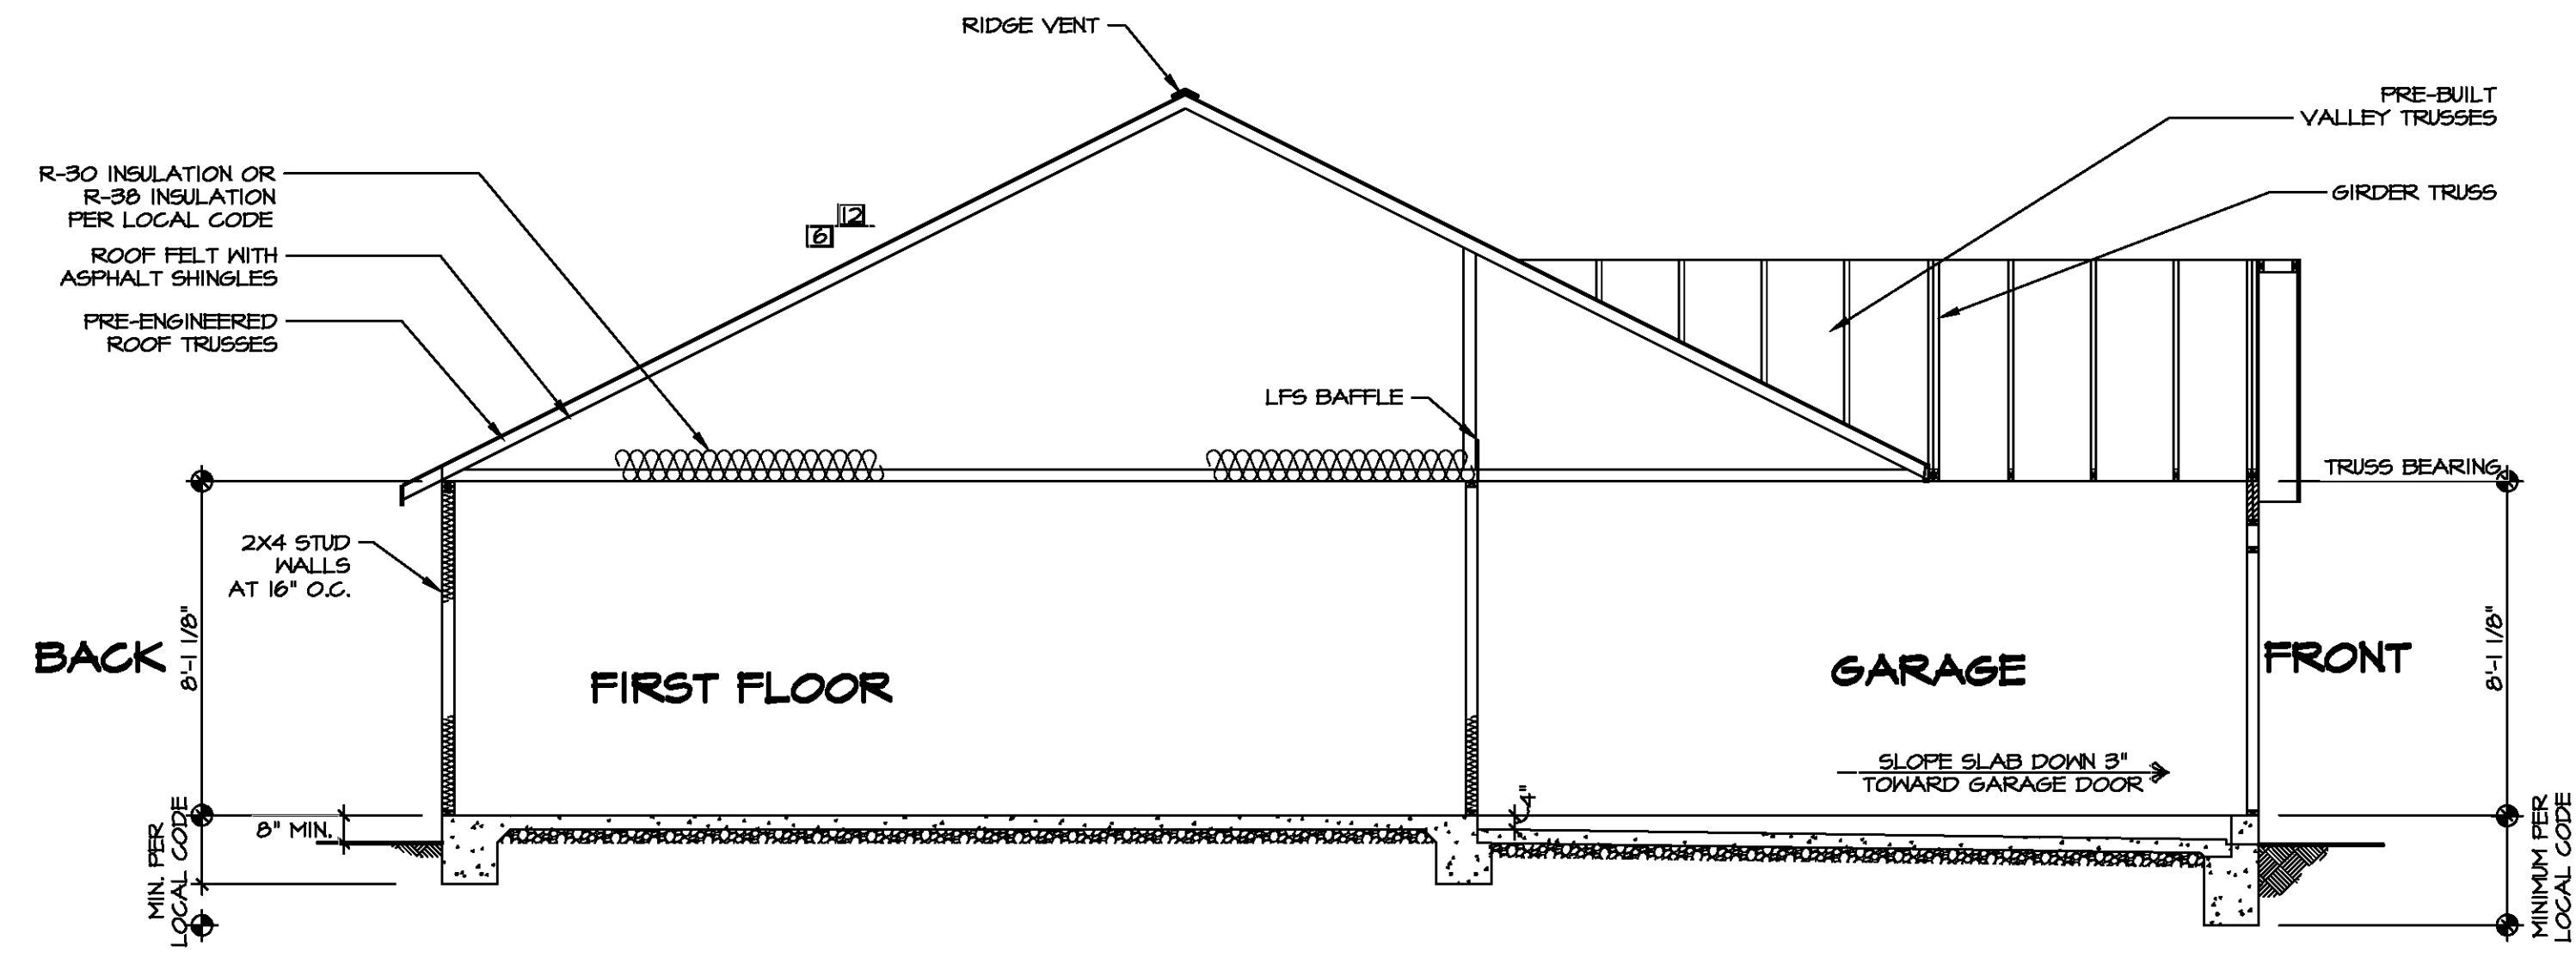 RIDGE VENT
PRE-BUILT
VALLEY TRUSSES
GIRDER TRUSS
R-30 INSULATION OR
R-38 INSULATION
PER LOCAL CODE
12
6
ROOF FELT WITH
ASPHALT SHINGLES
PRE-ENGINEERED
ROOF TRUSSES
LFS BAFFLE
TRUSS BEARING
2X4 STUD
WALLS
AT 16" O.C.
BACK
8'-1 1/8"
FIRST FLOOR
GARAGE
FRONT
8'-1 1/8"
SLOPE SLAB DOWN 3"
TOWARD GARAGE DOOR
4"
8" MIN.
MIN. PER
LOCAL CODE
MINIMUM PER
LOCAL CODE